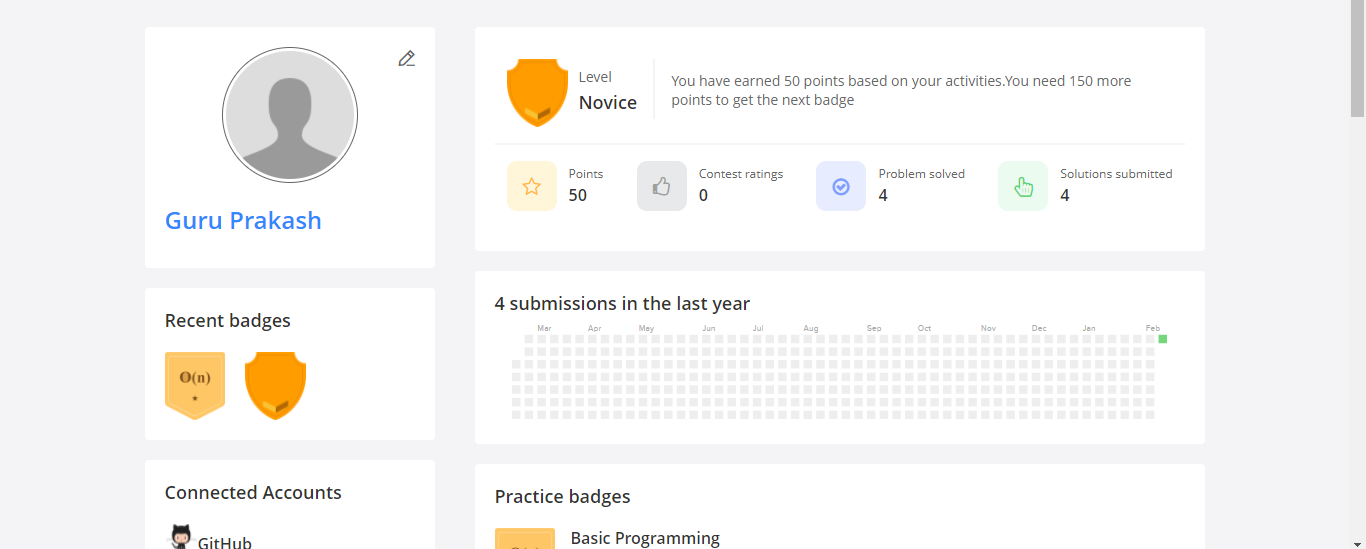 Guru Prakash
Recent badges
O(n)
Connected Accounts
GitHub
Level
Novice
You have earned 50 points based on your activities.You need 150 more
points to get the next badge
Points
50
Contest ratings
0
Problem solved
4
Solutions submitted
4
4 submissions in the last year
Mar Apr May Jun Jul Aug Sep Oct Nov Dec Jan Feb
Practice badges
Basic Programming